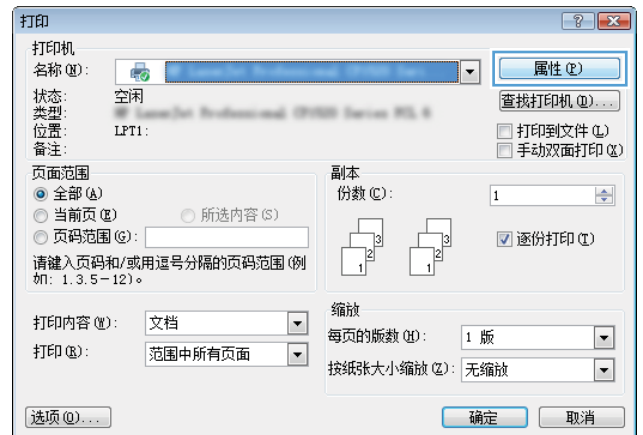 打印
打印机
名称(N):
属性(P)
状态: 空闲
查找打印机(D)...
类型:
位置: LPT1:
打印到文件(L)
备注:
手动双面打印(X)
页面范围
全部(A)
当前页(E) 所选内容(S)
页码范围(G):
请键入页码和/或用逗号分隔的页码范围(例
如: 1.3.5-12)。
副本
份数(C): 1
3 3
2 2
1 1
逐份打印(T)
打印内容(W): 文档
打印(R): 范围中所有页面
缩放
每页的版数(H): 1 版
按纸张大小缩放(Z): 无缩放
选项(O)... 确定 取消